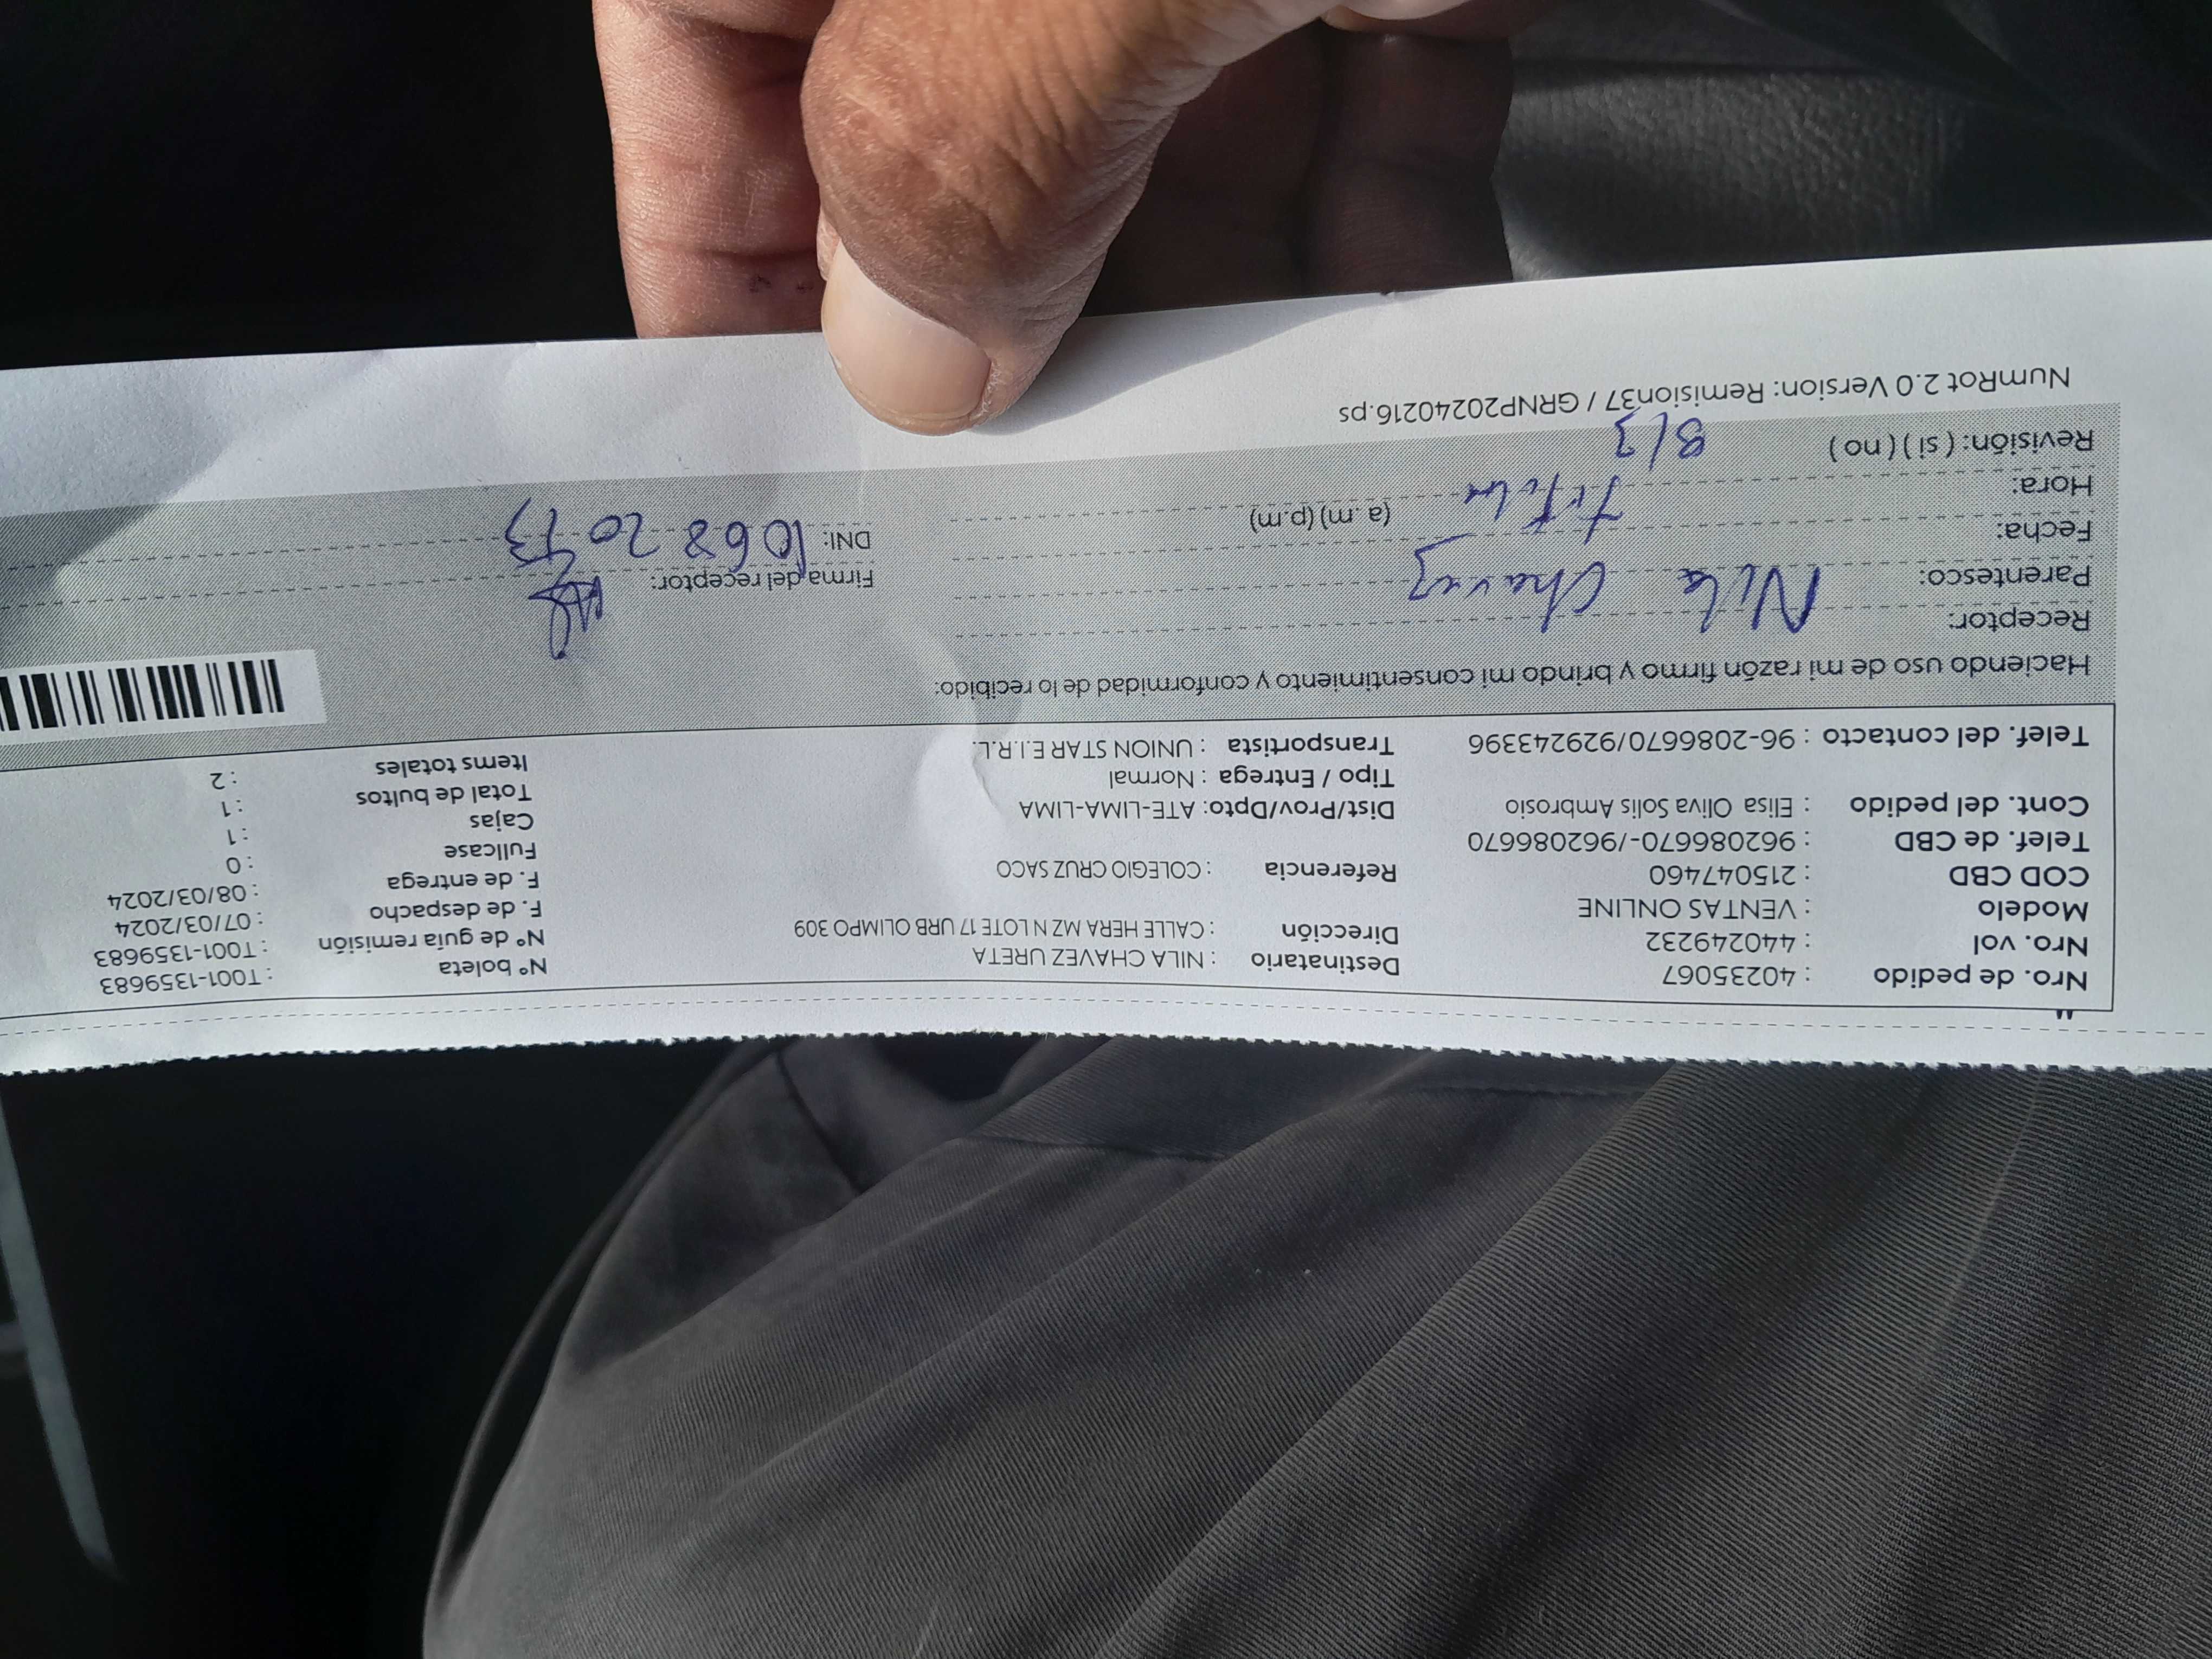 Nro. de pedido : 40235067 Destinatario : NILA CHAVEZ URETA N° boleta : T001-1359683
Nro. vol : 440249232 Dirección : CALLE HERA MZ N LOTE 17 URB OLIMPO 309 N° de guía remisión : T001-1359683
Modelo : VENTAS ONLINE F. de despacho : 07/03/2024
COD CBD : 215047460 Referencia : COLEGIO CRUZ SACO F. de entrega : 08/03/2024
Telef. de CBD : 962086670-/962086670 Fullcase : 0
Cont. del pedido : Elisa Oliva Solis Ambrosio Dist/Prov/Dpto: ATE-LIMA-LIMA Cajas : 1
Tipo / Entrega : Normal Total de bultos : 1
Telef. del contacto : 96-2086670/929243396 Transportista : UNION STAR E.I.R.L. Items totales : 2
Haciendo uso de mi razón firmo y brindo mi consentimiento y conformidad de lo recibido:
Receptor: Nila Chavez
Parentesco: Firma del receptor:
Fecha: Titular DNI: 10682073
Hora: (a.m) (p.m)
Revisión: ( si ) ( no ) 8/3
NumRot 2.0 Version: Remision37 / GRNP20240216.ps